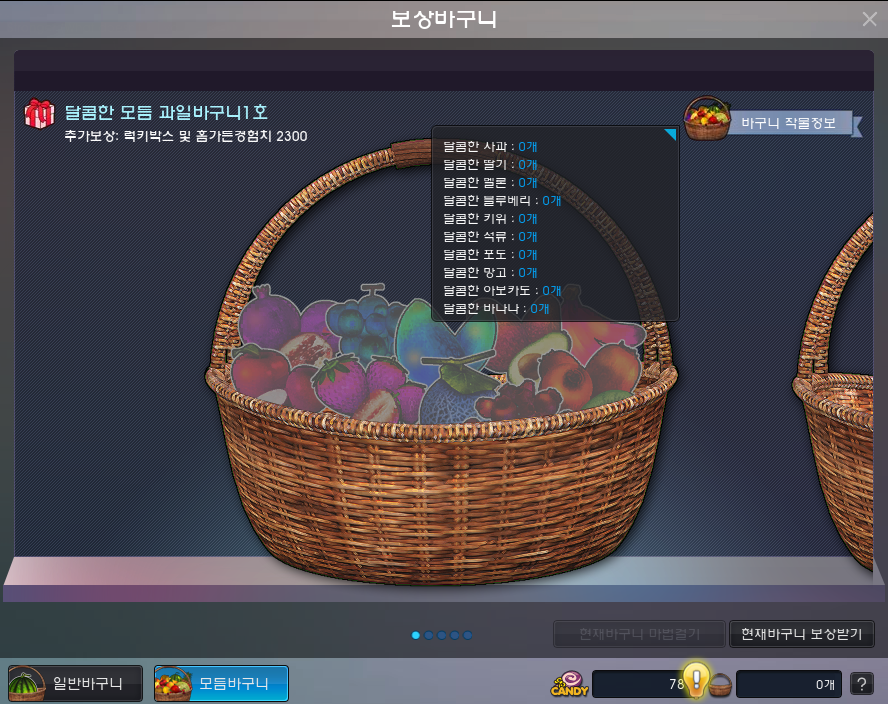 보상바구니
달콤한 모듬 과일바구니1호
추가보상: 럭키박스 및 홈가든경험치 2300
바구니 작물정보
달콤한 사과 : 0개
달콤한 딸기 : 0개
달콤한 멜론 : 0개
달콤한 블루베리 : 0개
달콤한 키위 : 0개
달콤한 석류 : 0개
달콤한 포도 : 0개
달콤한 망고 : 0개
달콤한 아보카도 : 0개
달콤한 바나나 : 0개
현재바구니 마법걸기
현재바구니 보상받기
일반바구니
모듬바구니
CANDY
78
0개
?